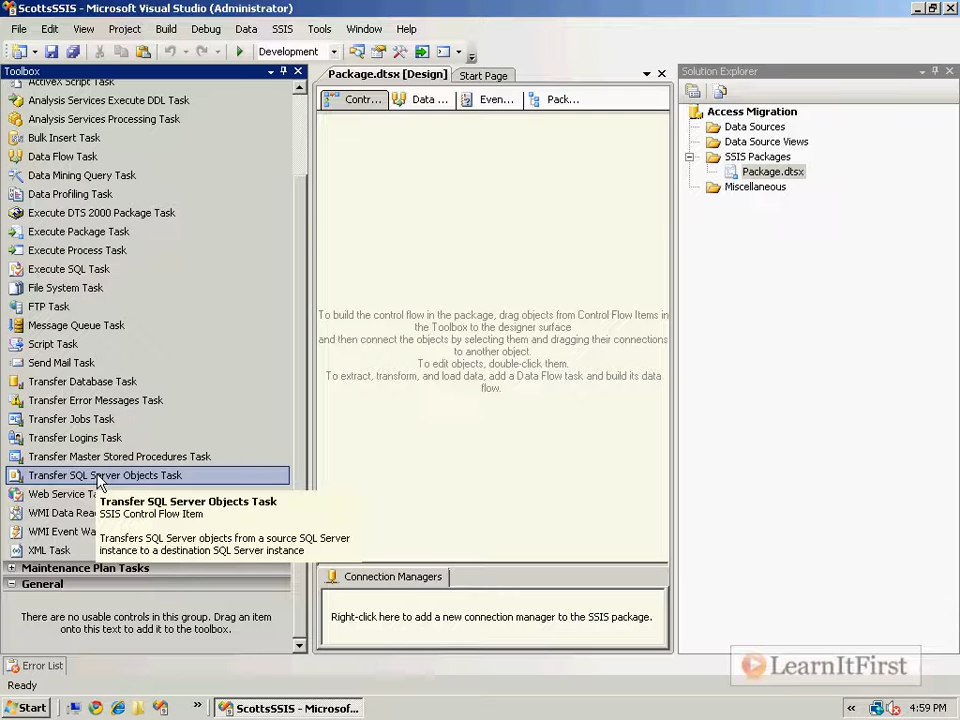 ScottsSSIS - Microsoft Visual Studio (Administrator)
File Edit View Project Build Debug Data SSIS Tools Window Help
Development
Toolbox
ActiveX Script Task
Analysis Services Execute DDL Task
Analysis Services Processing Task
Bulk Insert Task
Data Flow Task
Data Mining Query Task
Data Profiling Task
Execute DTS 2000 Package Task
Execute Package Task
Execute Process Task
Execute SQL Task
File System Task
FTP Task
Message Queue Task
Script Task
Send Mail Task
Transfer Database Task
Transfer Error Messages Task
Transfer Jobs Task
Transfer Logins Task
Transfer Master Stored Procedures Task
Transfer SQL Server Objects Task
Web Service Ta
WMI Data Rea
WMI Event Wa
XML Task
Transfer SQL Server Objects Task
SSIS Control Flow Item
Transfers SQL Server objects from a source SQL Server
instance to a destination SQL Server instance
Maintenance Plan Tasks
General
There are no usable controls in this group. Drag an item
onto this text to add it to the toolbox.
Package.dtsx [Design] Start Page
Contr... Data ... Even... Pack...
To build the control flow in the package, drag objects from Control Flow Items in
the Toolbox to the designer surface
and then connect the objects by selecting them and dragging their connections
to another object.
To edit objects, double-click them.
To extract, transform, and load data, add a Data Flow task and build its data
flow.
Connection Managers
Right-click here to add a new connection manager to the SSIS package.
Solution Explorer
Access Migration
Data Sources
Data Source Views
SSIS Packages
Package.dtsx
Miscellaneous
LearnItFirst
Error List
Ready
Start
ScottsSSIS - Microsof...
4:59 PM